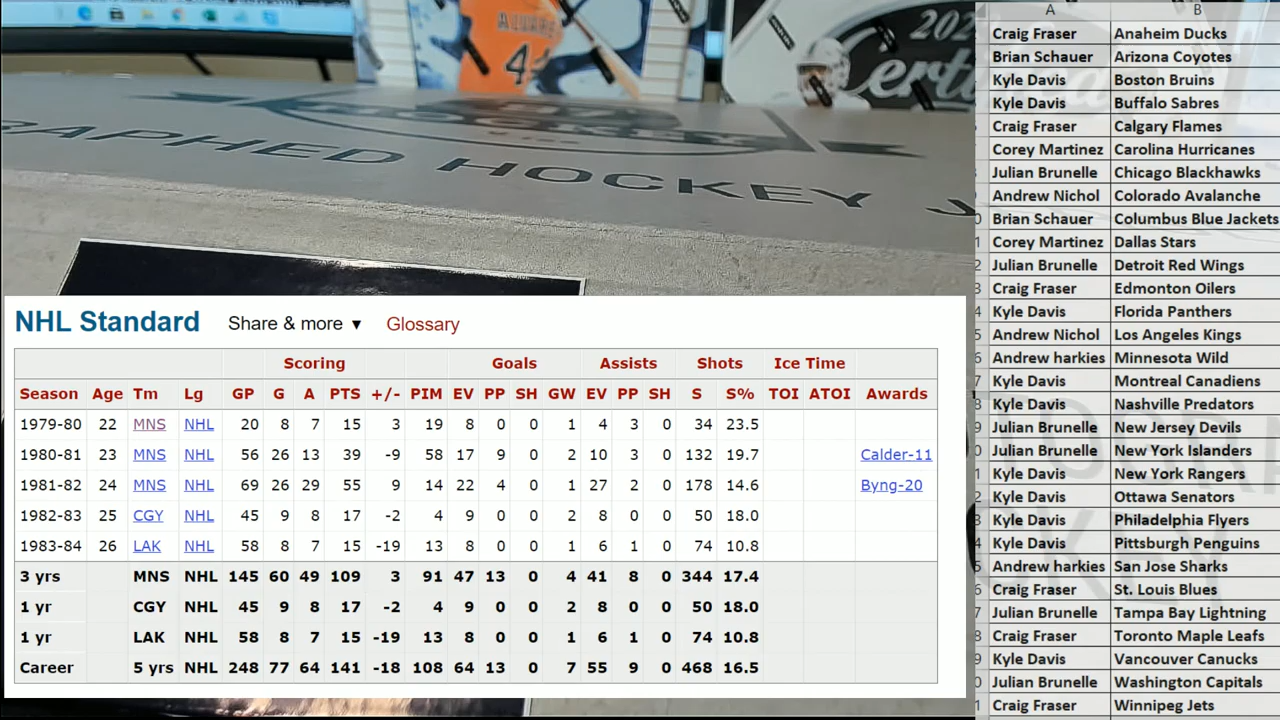 ALVAREZ
44
202
Certified
RAPHED HOCKEY J
NHL Standard Share & more ▼ Glossary
Scoring Goals Assists Shots Ice Time
Season Age Tm Lg GP G A PTS +/- PIM EV PP SH GW EV PP SH S S% TOI ATOI Awards
1979-80 22 MNS NHL 20 8 7 15 3 19 8 0 0 1 4 3 0 34 23.5
1980-81 23 MNS NHL 56 26 13 39 -9 58 17 9 0 2 10 3 0 132 19.7 Calder-11
1981-82 24 MNS NHL 69 26 29 55 9 14 22 4 0 1 27 2 0 178 14.6 Byng-20
1982-83 25 CGY NHL 45 9 8 17 -2 4 9 0 0 2 8 0 0 50 18.0
1983-84 26 LAK NHL 58 8 7 15 -19 13 8 0 0 1 6 1 0 74 10.8
3 yrs MNS NHL 145 60 49 109 3 91 47 13 0 4 41 8 0 344 17.4
1 yr CGY NHL 45 9 8 17 -2 4 9 0 0 2 8 0 0 50 18.0
1 yr LAK NHL 58 8 7 15 -19 13 8 0 0 1 6 1 0 74 10.8
Career 5 yrs NHL 248 77 64 141 -18 108 64 13 0 7 55 9 0 468 16.5
A B
Craig Fraser Anaheim Ducks
Brian Schauer Arizona Coyotes
Kyle Davis Boston Bruins
Kyle Davis Buffalo Sabres
Craig Fraser Calgary Flames
Corey Martinez Carolina Hurricanes
Julian Brunelle Chicago Blackhawks
Andrew Nichol Colorado Avalanche
Brian Schauer Columbus Blue Jackets
Corey Martinez Dallas Stars
Julian Brunelle Detroit Red Wings
Craig Fraser Edmonton Oilers
Kyle Davis Florida Panthers
Andrew Nichol Los Angeles Kings
Andrew harkies Minnesota Wild
Kyle Davis Montreal Canadiens
Kyle Davis Nashville Predators
Julian Brunelle New Jersey Devils
Julian Brunelle New York Islanders
Kyle Davis New York Rangers
Kyle Davis Ottawa Senators
Kyle Davis Philadelphia Flyers
Kyle Davis Pittsburgh Penguins
Andrew harkies San Jose Sharks
Craig Fraser St. Louis Blues
Julian Brunelle Tampa Bay Lightning
Craig Fraser Toronto Maple Leafs
Kyle Davis Vancouver Canucks
Julian Brunelle Washington Capitals
Craig Fraser Winnipeg Jets